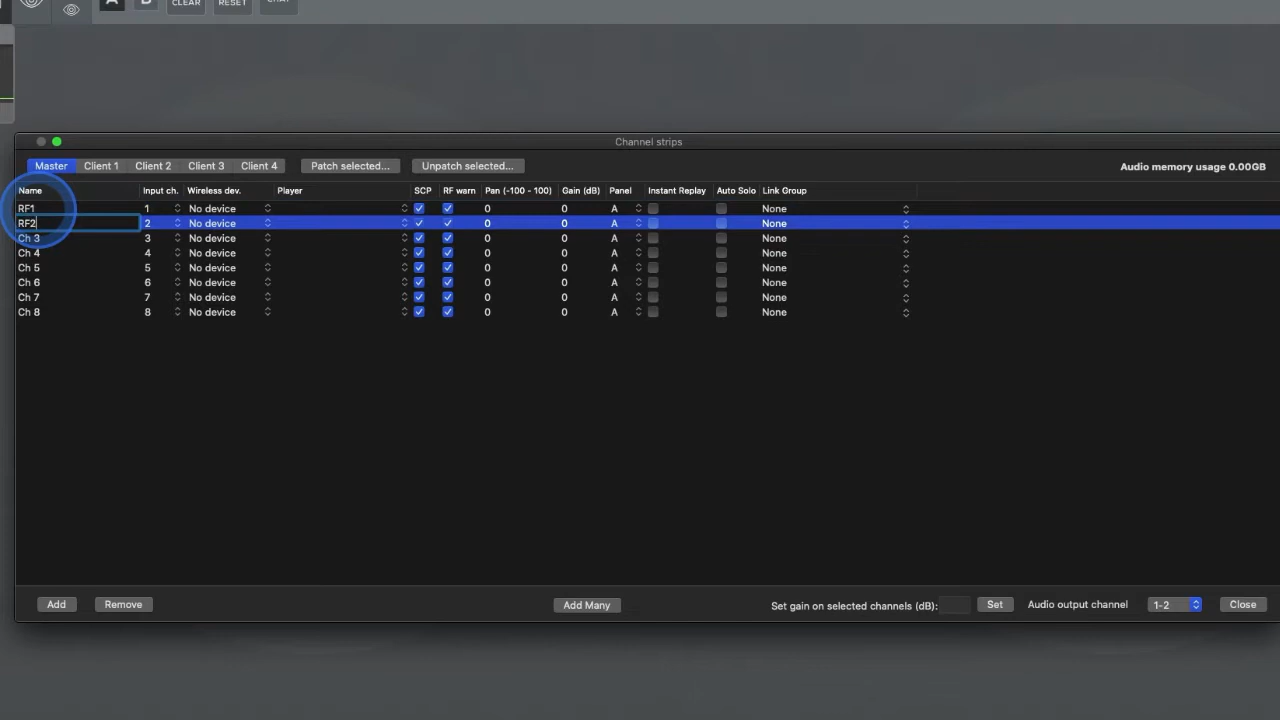 A B CLEAR RESET CHAT
Channel strips
Master Client 1 Client 2 Client 3 Client 4 Patch selected... Unpatch selected... Audio memory usage 0.00GB
Name Input ch. Wireless dev. Player SCP RF warn Pan (-100 - 100) Gain (dB) Panel Instant Replay Auto Solo Link Group
RF1 1 No device 0 0 A None
RF2 2 No device 0 0 A None
Ch 3 3 No device 0 0 A None
Ch 4 4 No device 0 0 A None
Ch 5 5 No device 0 0 A None
Ch 6 6 No device 0 0 A None
Ch 7 7 No device 0 0 A None
Ch 8 8 No device 0 0 A None
Add Remove Add Many Set gain on selected channels (dB): Set Audio output channel 1-2 Close